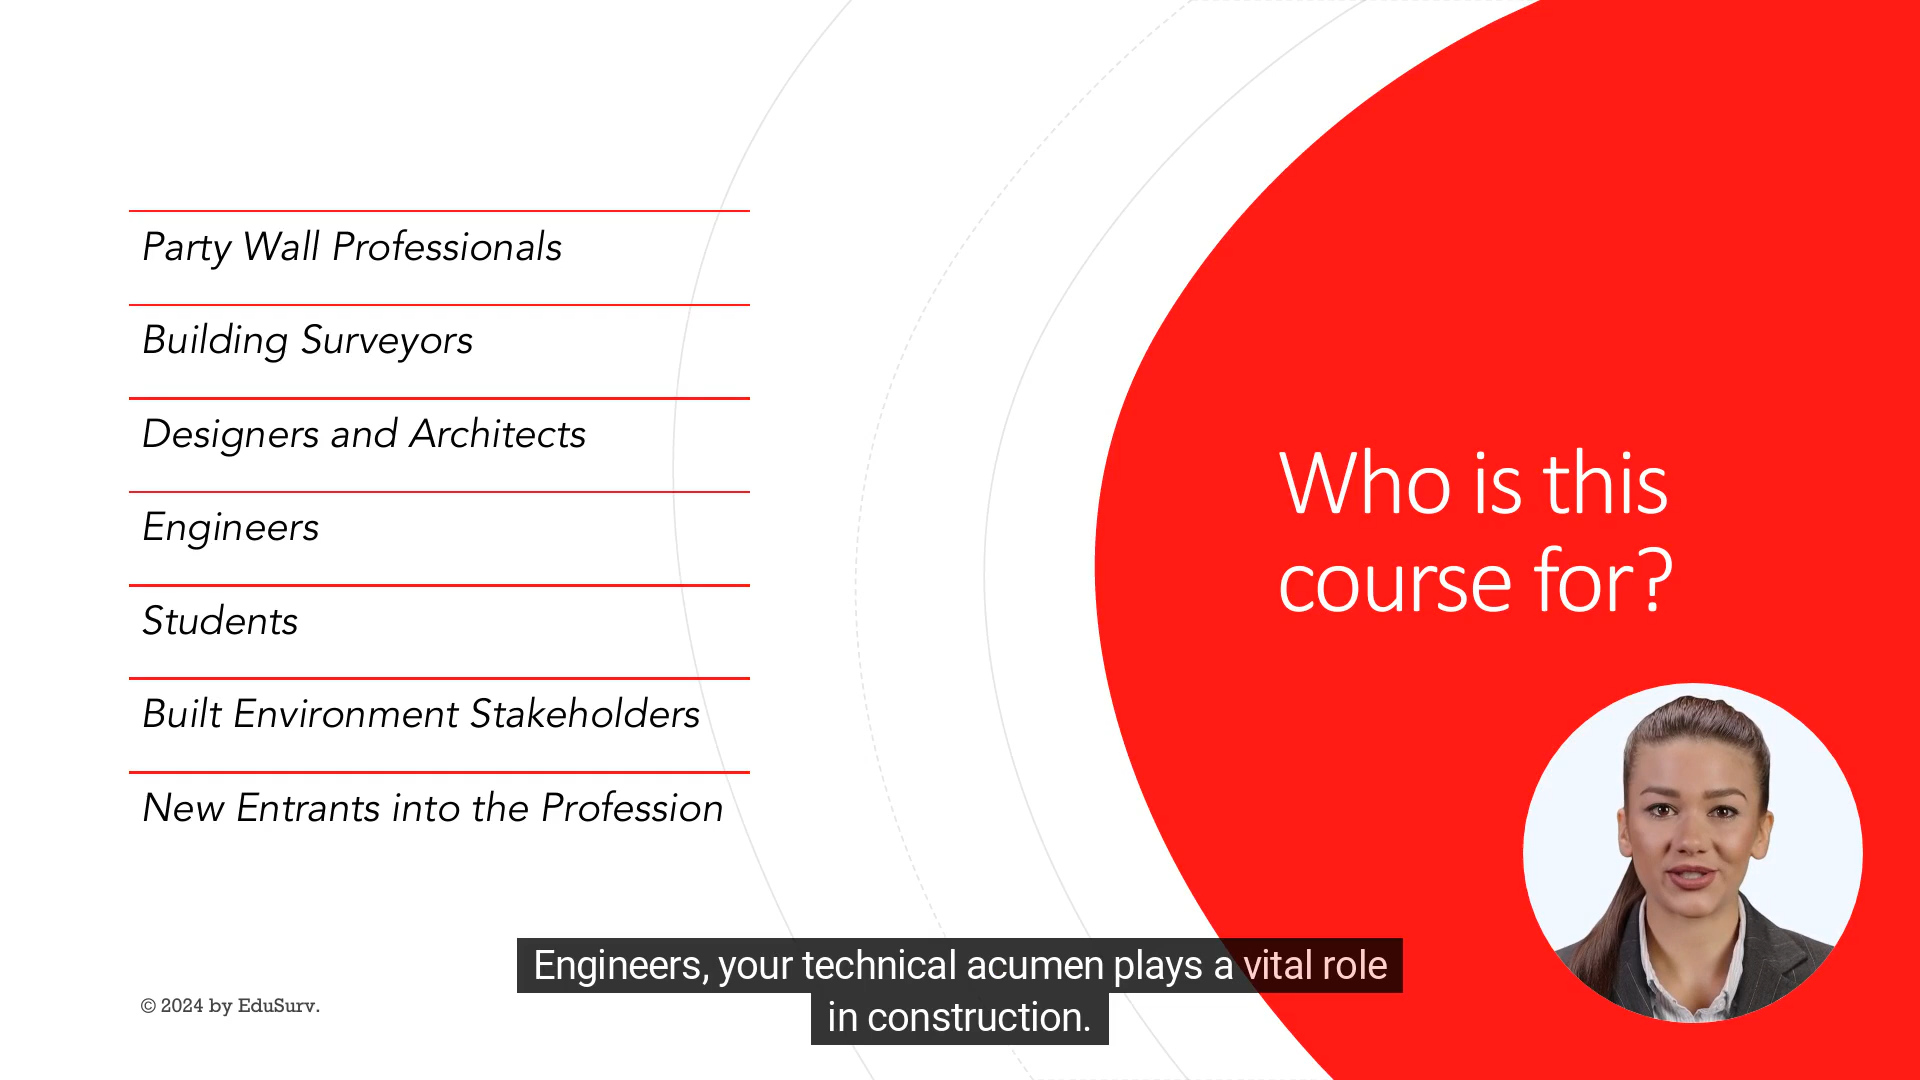 Party Wall Professionals
Building Surveyors
Designers and Architects
Engineers
Students
Built Environment Stakeholders
New Entrants into the Profession
Who is this
course for?
Engineers, your technical acumen plays a vital role
in construction.
© 2024 by EduSurv.